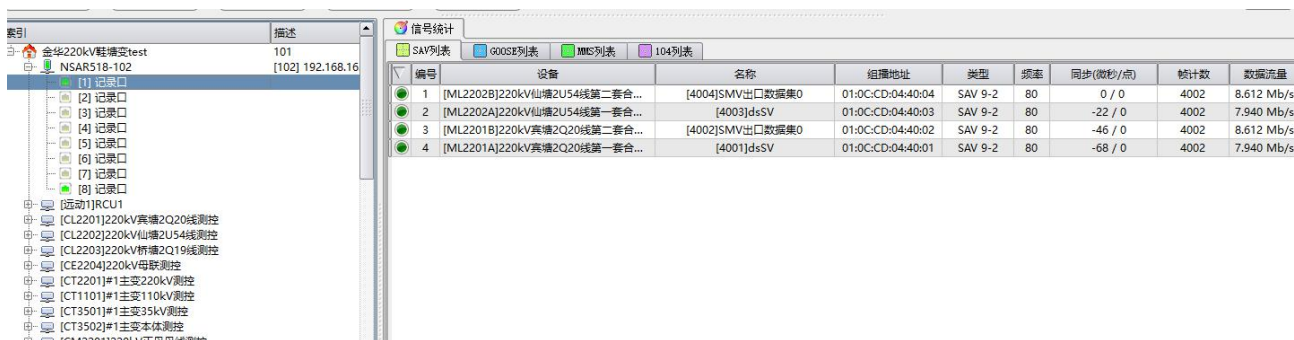 索引 描述
金华220kV鞋塘变test 101
NSAR518-102 [102] 192.168.16
[1] 记录口
[2] 记录口
[3] 记录口
[4] 记录口
[5] 记录口
[6] 记录口
[7] 记录口
[8] 记录口
[远动1]RCU1
[CL2201]220kV宾塘2Q20线测控
[CL2202]220kV仙塘2U54线测控
[CL2203]220kV桥塘2Q19线测控
[CE2204]220kV母联测控
[CT2201]#1主变220kV测控
[CT1101]#1主变110kV测控
[CT3501]#1主变35kV测控
[CT3502]#1主变本体测控
信号统计
SAV列表 GOOSE列表 MMS列表 104列表
编号 设备 名称 组播地址 类型 频率 同步(微秒/点) 帧计数 数据流量
1 [ML2202B]220kV仙塘2U54线第二套合... [4004]SMV出口数据集0 01:0C:CD:04:40:04 SAV 9-2 80 0 / 0 4002 8.612 Mb/s
2 [ML2202A]220kV仙塘2U54线第一套合... [4003]dsSV 01:0C:CD:04:40:03 SAV 9-2 80 -22 / 0 4002 7.940 Mb/s
3 [ML2201B]220kV宾塘2Q20线第二套合... [4002]SMV出口数据集0 01:0C:CD:04:40:02 SAV 9-2 80 -46 / 0 4002 8.612 Mb/s
4 [ML2201A]220kV宾塘2Q20线第一套合... [4001]dsSV 01:0C:CD:04:40:01 SAV 9-2 80 -68 / 0 4002 7.940 Mb/s